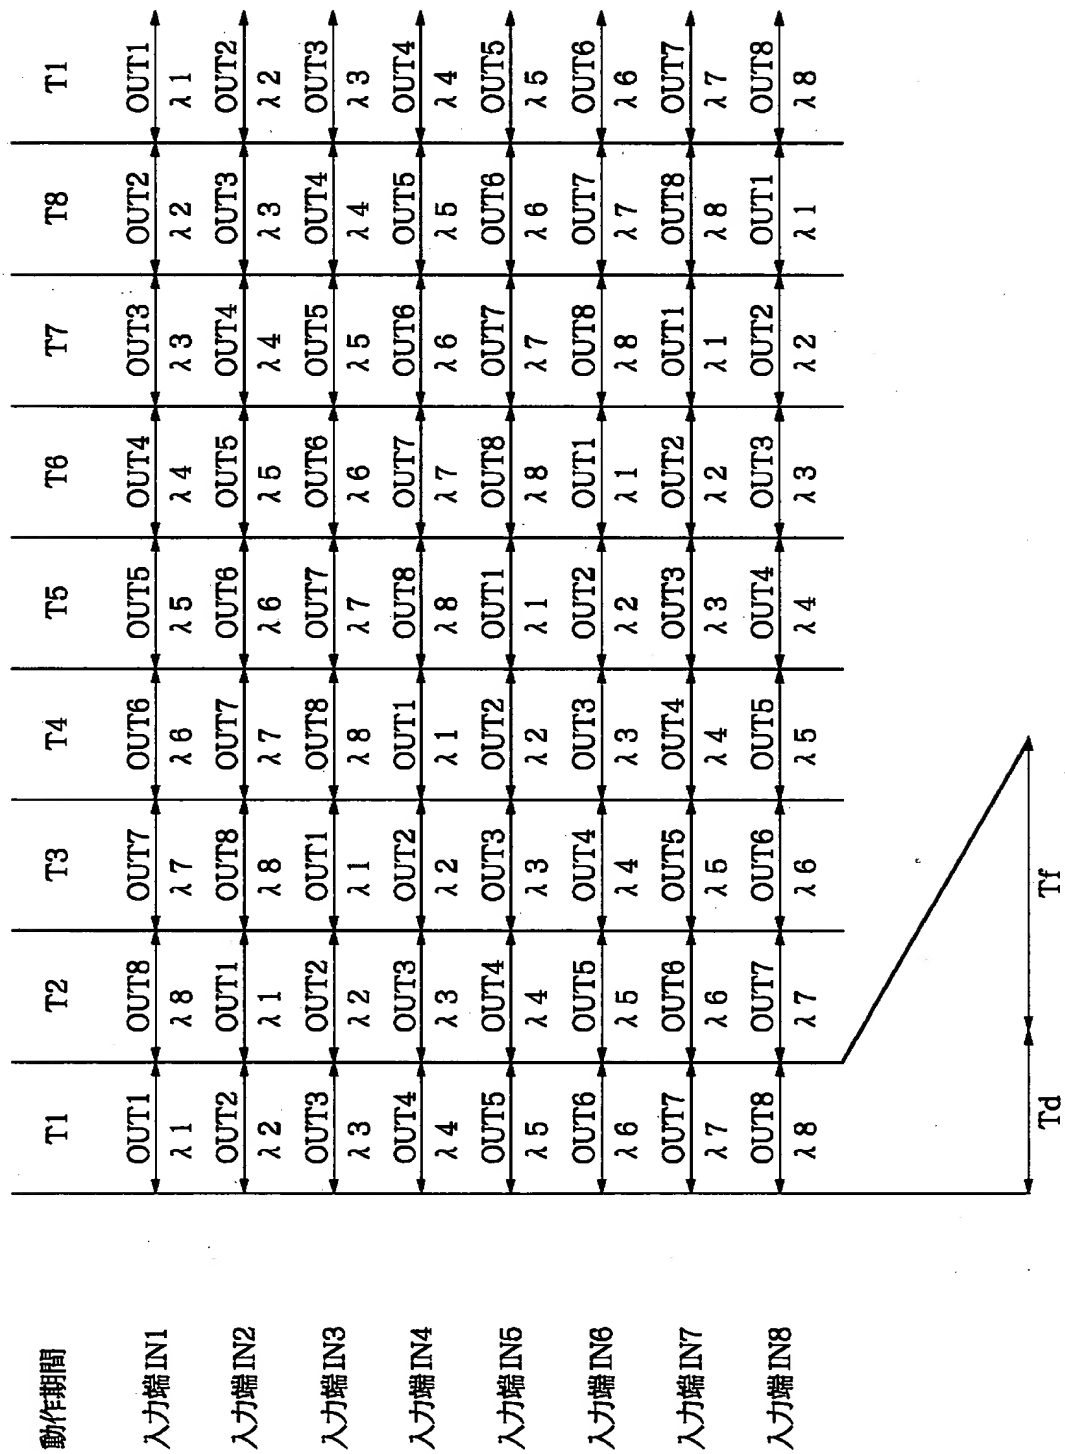 動作期間 T1 T2 T3 T4 T5 T6 T7 T8 T1
入力端IN1 OUT1 OUT8 OUT7 OUT6 OUT5 OUT4 OUT3 OUT2 OUT1
λ1 λ8 λ7 λ6 λ5 λ4 λ3 λ2 λ1
入力端IN2 OUT2 OUT1 OUT8 OUT7 OUT6 OUT5 OUT4 OUT3 OUT2
λ2 λ1 λ8 λ7 λ6 λ5 λ4 λ3 λ2
入力端IN3 OUT3 OUT2 OUT1 OUT8 OUT7 OUT6 OUT5 OUT4 OUT3
λ3 λ2 λ1 λ8 λ7 λ6 λ5 λ4 λ3
入力端IN4 OUT4 OUT3 OUT2 OUT1 OUT8 OUT7 OUT6 OUT5 OUT4
λ4 λ3 λ2 λ1 λ8 λ7 λ6 λ5 λ4
入力端IN5 OUT5 OUT4 OUT3 OUT2 OUT1 OUT8 OUT7 OUT6 OUT5
λ5 λ4 λ3 λ2 λ1 λ8 λ7 λ6 λ5
入力端IN6 OUT6 OUT5 OUT4 OUT3 OUT2 OUT1 OUT8 OUT7 OUT6
λ6 λ5 λ4 λ3 λ2 λ1 λ8 λ7 λ6
入力端IN7 OUT7 OUT6 OUT5 OUT4 OUT3 OUT2 OUT1 OUT8 OUT7
λ7 λ6 λ5 λ4 λ3 λ2 λ1 λ8 λ7
入力端IN8 OUT8 OUT7 OUT6 OUT5 OUT4 OUT3 OUT2 OUT1 OUT8
λ8 λ7 λ6 λ5 λ4 λ3 λ2 λ1 λ8
Td Tf